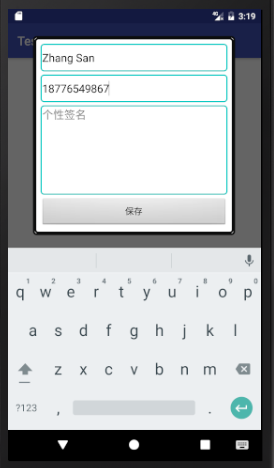 3:19
Te
Zhang San
18776549867
个性签名
保存
1 2 3 4 5 6 7 8 9 0
q w e r t y u i o p
a s d f g h j k l
z x c v b n m
?123 , .